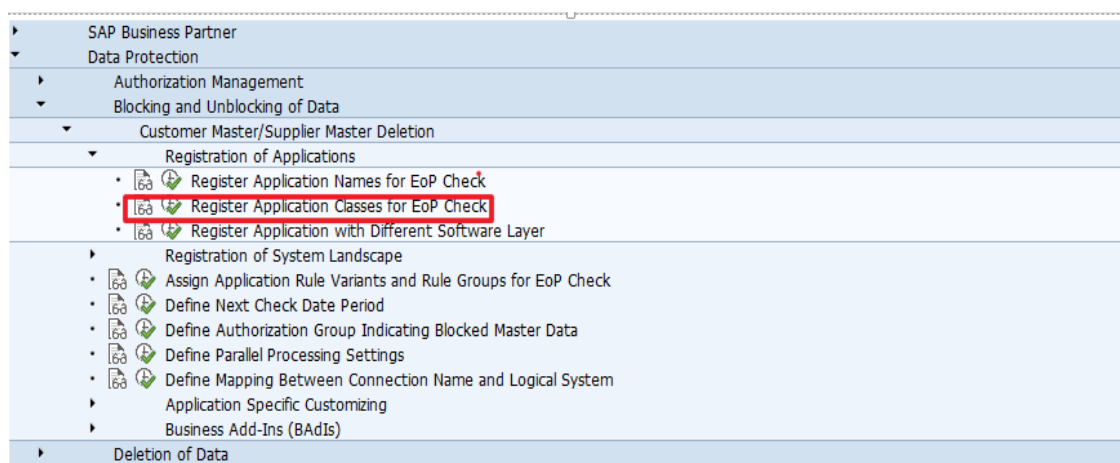 SAP Business Partner
Data Protection
Authorization Management
Blocking and Unblocking of Data
Customer Master/Supplier Master Deletion
Registration of Applications
Register Application Names for EoP Check
Register Application Classes for EoP Check
Register Application with Different Software Layer
Registration of System Landscape
Assign Application Rule Variants and Rule Groups for EoP Check
Define Next Check Date Period
Define Authorization Group Indicating Blocked Master Data
Define Parallel Processing Settings
Define Mapping Between Connection Name and Logical System
Application Specific Customizing
Business Add-Ins (BAdIs)
Deletion of Data